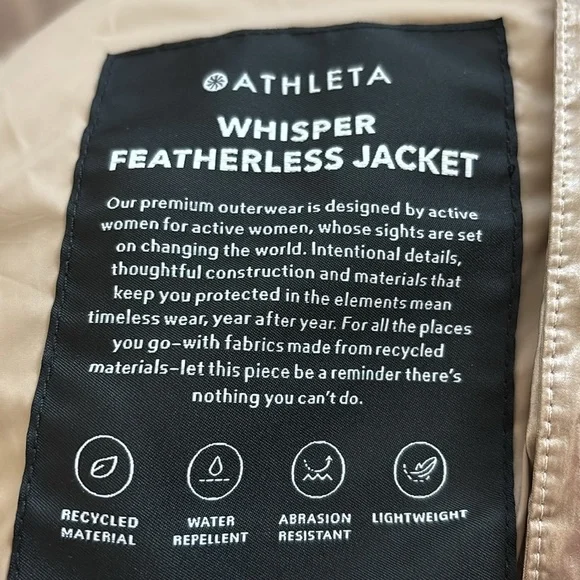 ATHLETA
WHISPER
FEATHERLESS JACKET
Our premium outerwear is designed by active
women for active women, whose sights are set
on changing the world. Intentional details,
thoughtful construction and materials that
keep you protected in the elements mean
timeless wear, year after year. For all the places
you go—with fabrics made from recycled
materials—let this piece be a reminder there's
nothing you can't do.
RECYCLED
MATERIAL
WATER
REPELLENT
ABRASION
RESISTANT
LIGHTWEIGHT